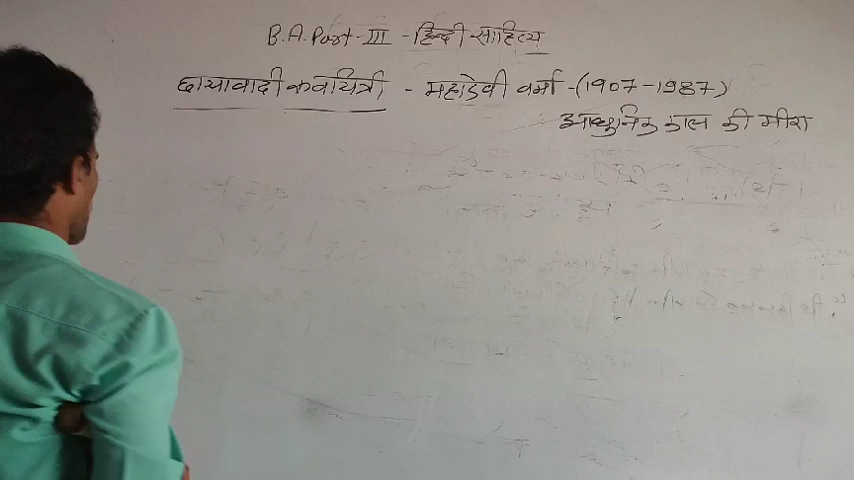 B.A. Part-III - हिन्दी साहित्य
छायावादी कवयित्री - महादेवी वर्मा -(1907-1987)
आधुनिक काल की मीरा